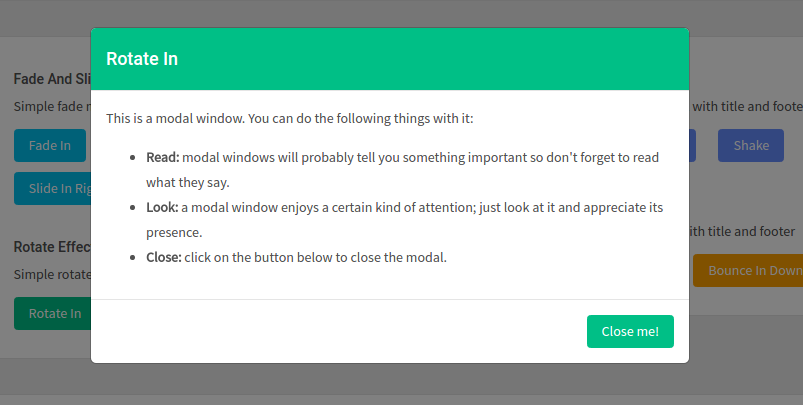 Rotate In
This is a modal window. You can do the following things with it:
Read: modal windows will probably tell you something important so don't forget to read
what they say.
Look: a modal window enjoys a certain kind of attention; just look at it and appreciate its
presence.
Close: click on the button below to close the modal.
Close me!
Fade And Sli
Simple fade
Fade In
Slide In Rig
Rotate Effec
Simple rotate
Rotate In
with title and foote
Shake
ith title and footer
Bounce In Down